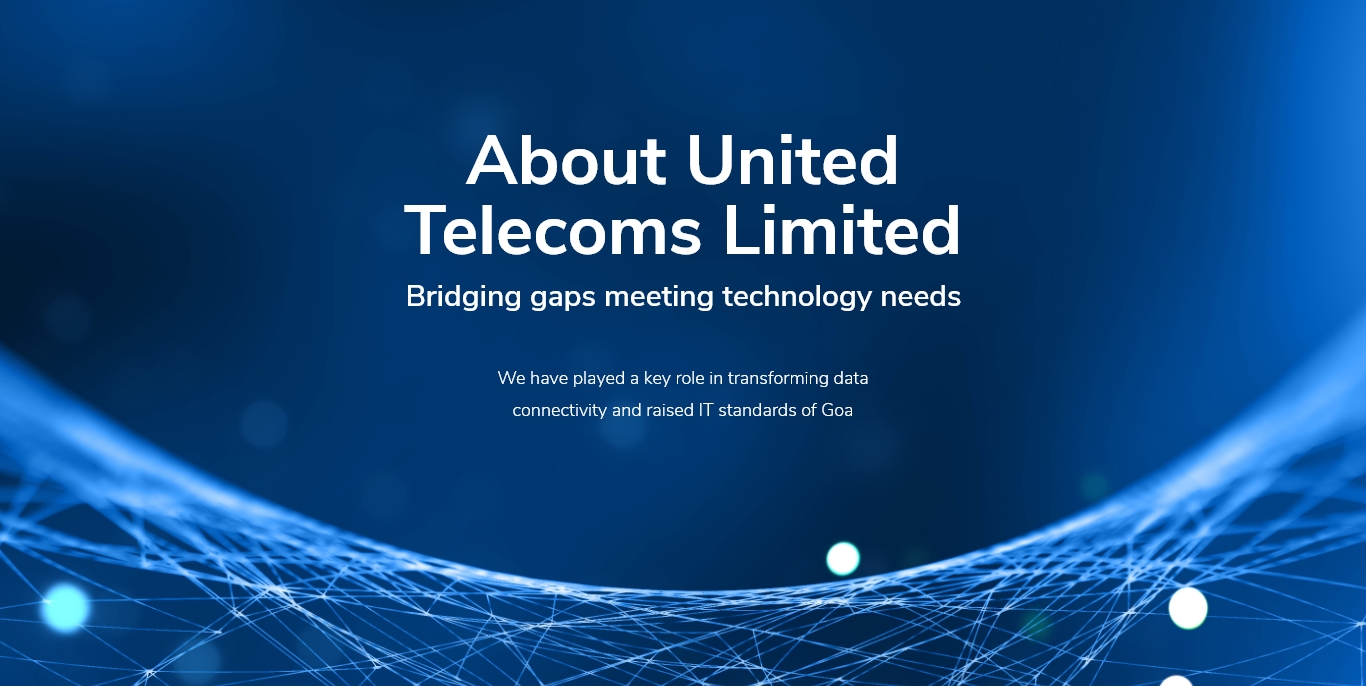 About United
Telecoms Limited
Bridging gaps meeting technology needs
We have played a key role in transforming data
connectivity and raised IT standards of Goa